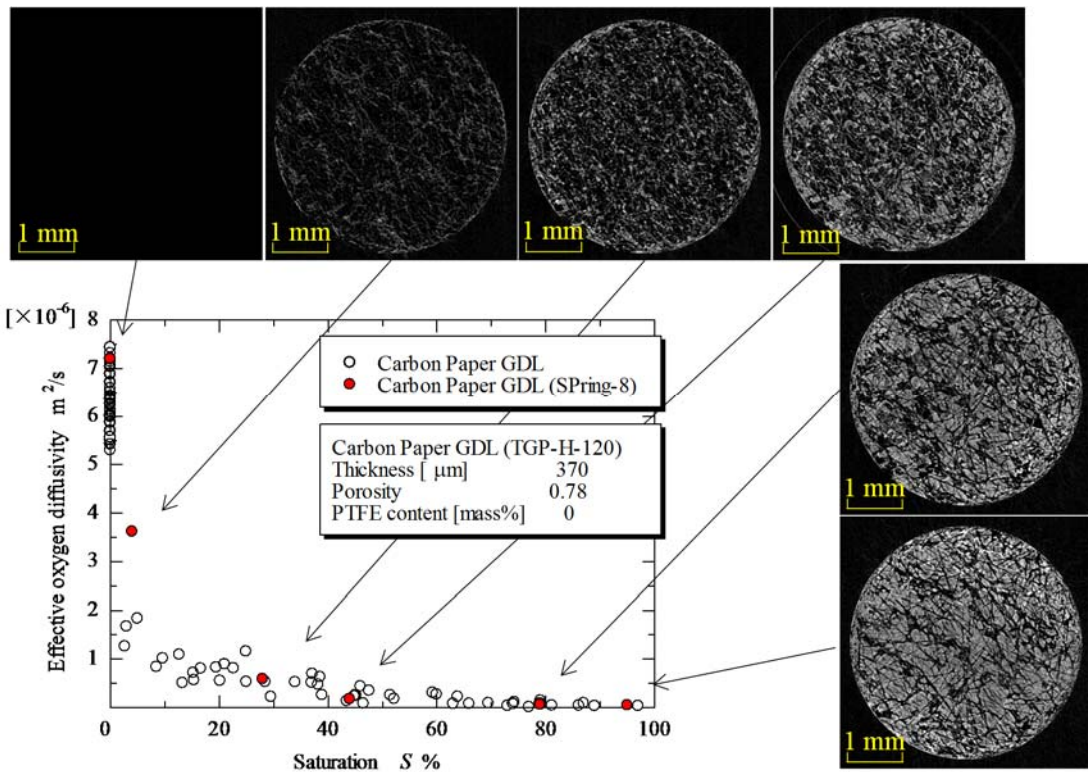 1 mm
1 mm
1 mm
1 mm
1 mm
1 mm
[×10⁻⁶]
8
7
6
5
4
3
2
1
0
Effective oxygen diffusivity m²/s
Carbon Paper GDL
Carbon Paper GDL (SPring-8)
Carbon Paper GDL (TGP-H-120)
Thickness [ μm] 370
Porosity 0.78
PTFE content [mass%] 0
0 20 40 60 80 100
Saturation S %